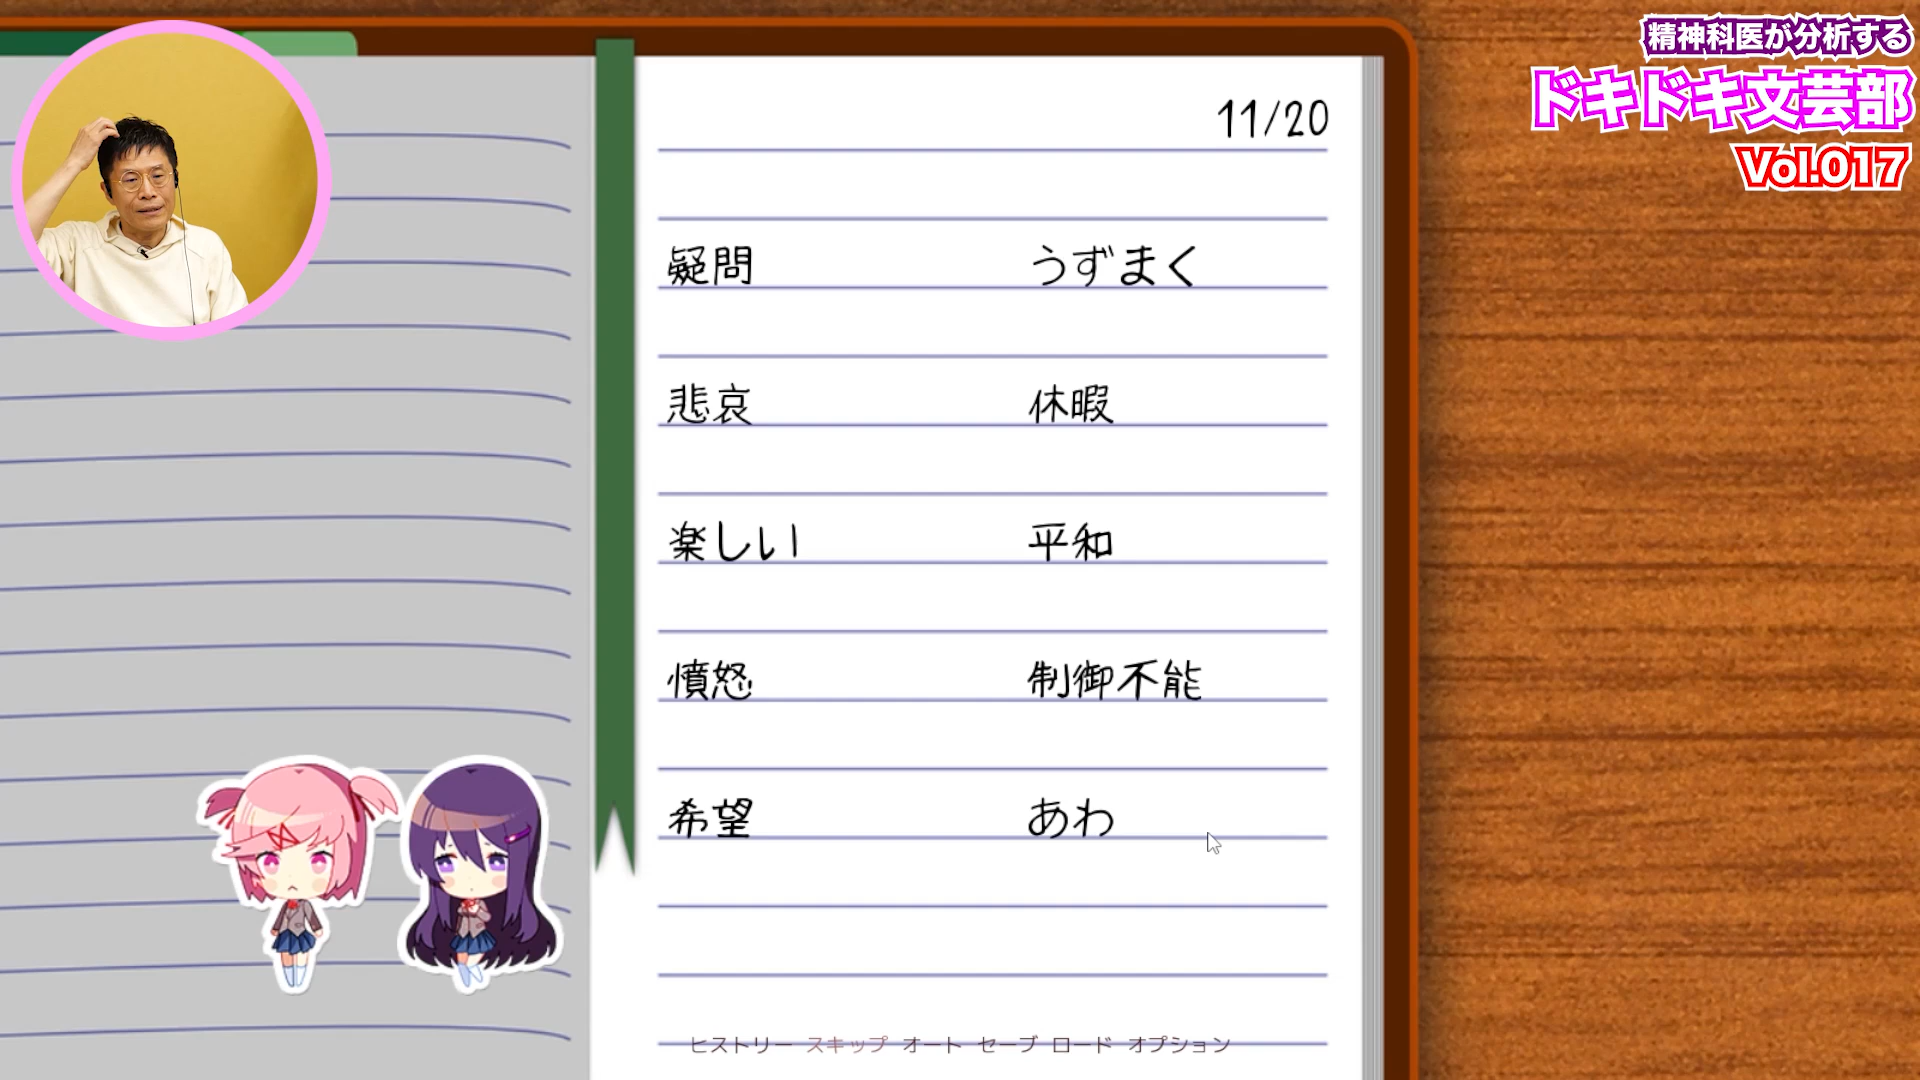 精神科医が分析する
ドキドキ文芸部
Vol.017
11/20
疑問 うずまく
悲哀 休暇
楽しい 平和
憤怒 制御不能
希望 あわ
ヒストリー スキップ オート セーブ ロード オプション